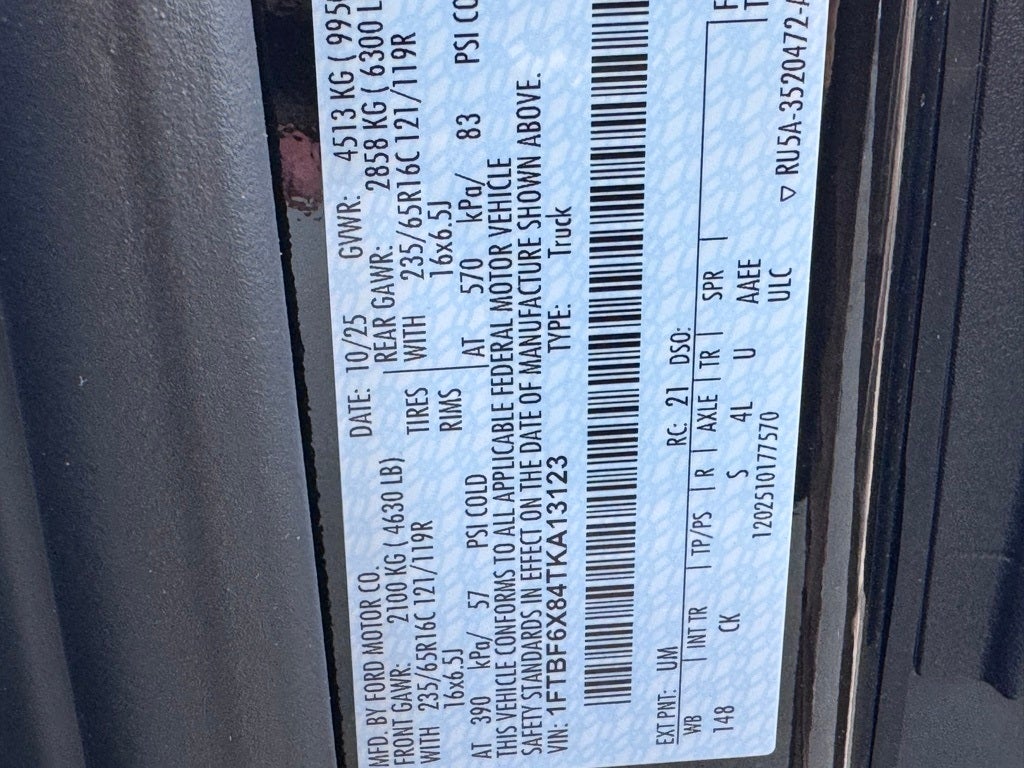 MFD. BY FORD MOTOR CO. DATE: 10/25 GVWR: 4513 KG ( 995
FRONT GAWR: 2100 KG ( 4630 LB) REAR GAWR: 2858 KG ( 6300 L
WITH 235/65R16C 121/119R TIRES WITH 235/65R16C 121/119R
16x6.5J RIMS 16x6.5J
AT 390 kPa/ 57 PSI COLD AT 570 kPa/ 83 PSI CO
THIS VEHICLE CONFORMS TO ALL APPLICABLE FEDERAL MOTOR VEHICLE
SAFETY STANDARDS IN EFFECT ON THE DATE OF MANUFACTURE SHOWN ABOVE.
VIN: 1FTBF6X84TKA13123 TYPE: Truck
EXT PNT: UM RC: 21 DSO:
WB INT TR TP/PS R AXLE TR SPR
148 CK S 4L U AAEE
120251017570 ULC
▽ RU5A-3520472-